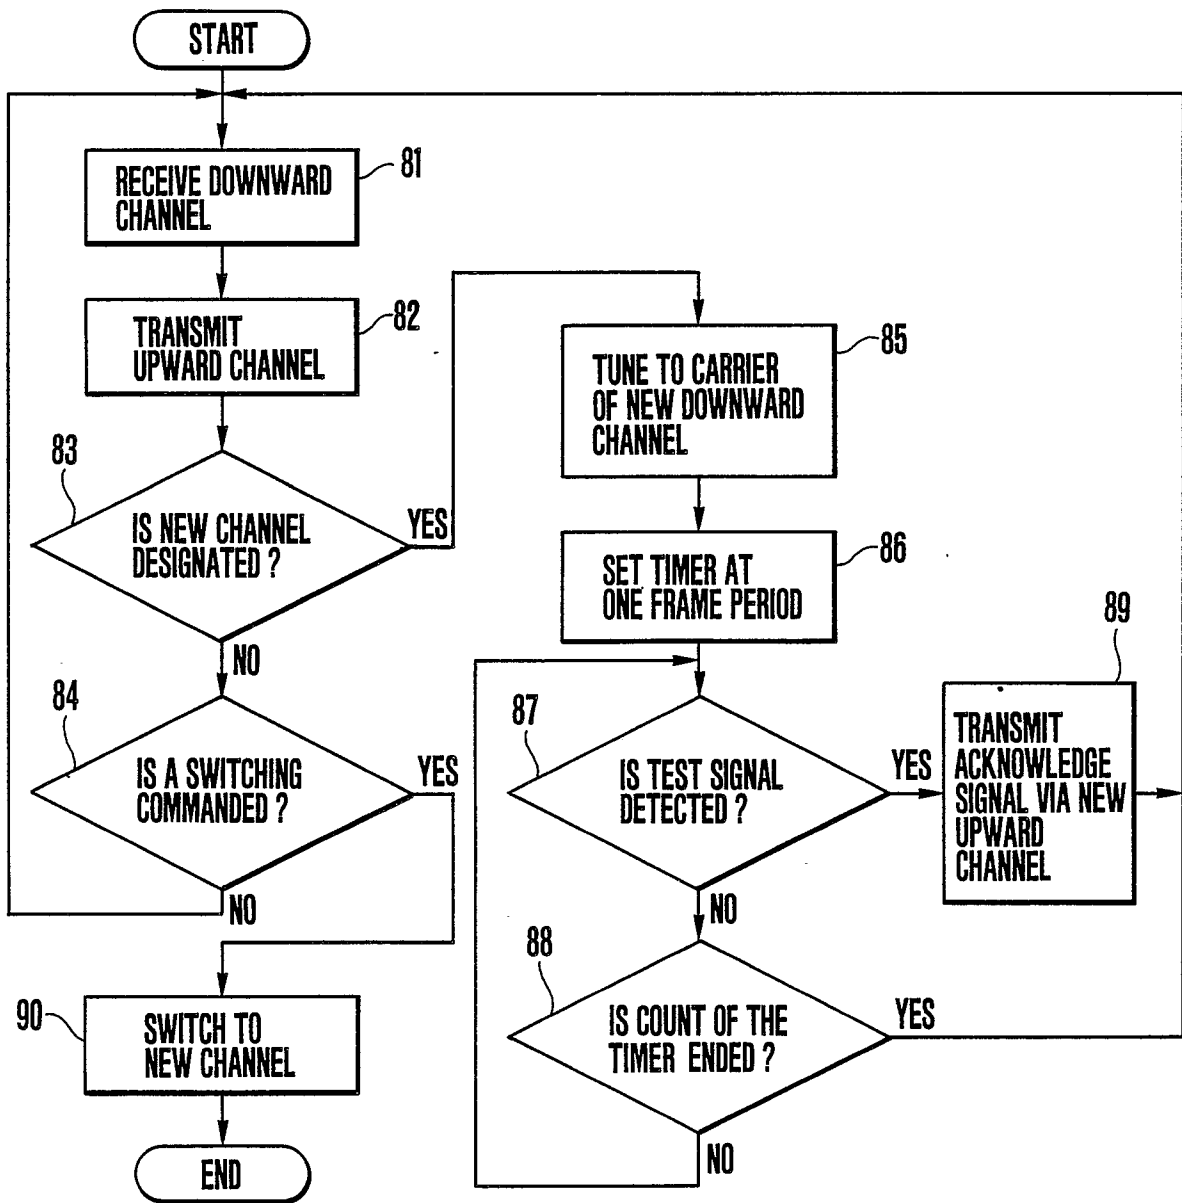 START
81
RECEIVE DOWNWARD
CHANNEL
82
TRANSMIT
UPWARD CHANNEL
83
IS NEW CHANNEL
DESIGNATED ?
YES
NO
84
IS A SWITCHING
COMMANDED ?
YES
NO
90
SWITCH TO
NEW CHANNEL
END
85
TUNE TO CARRIER
OF NEW DOWNWARD
CHANNEL
86
SET TIMER AT
ONE FRAME PERIOD
87
IS TEST SIGNAL
DETECTED ?
YES
NO
89
TRANSMIT
ACKNOWLEDGE
SIGNAL VIA NEW
UPWARD
CHANNEL
88
IS COUNT OF THE
TIMER ENDED ?
YES
NO